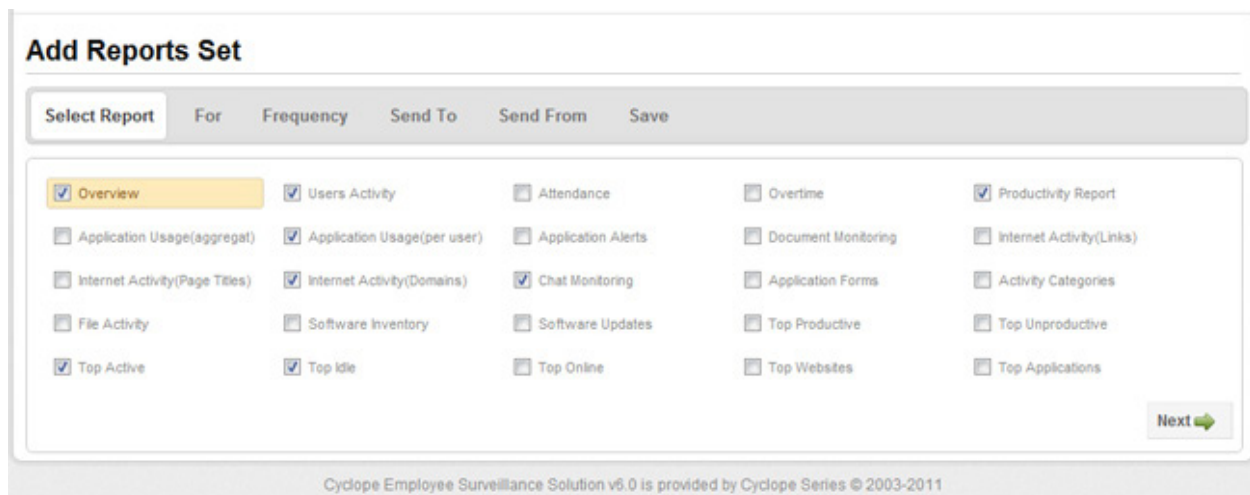 Add Reports Set
Select Report For Frequency Send To Send From Save
Overview Users Activity Attendance Overtime Productivity Report
Application Usage(aggregat) Application Usage(per user) Application Alerts Document Monitoring Internet Activity(Links)
Internet Activity(Page Titles) Internet Activity(Domains) Chat Monitoring Application Forms Activity Categories
File Activity Software Inventory Software Updates Top Productive Top Unproductive
Top Active Top Idle Top Online Top Websites Top Applications
Next
Cyclope Employee Surveillance Solution v6.0 is provided by Cyclope Series © 2003-2011